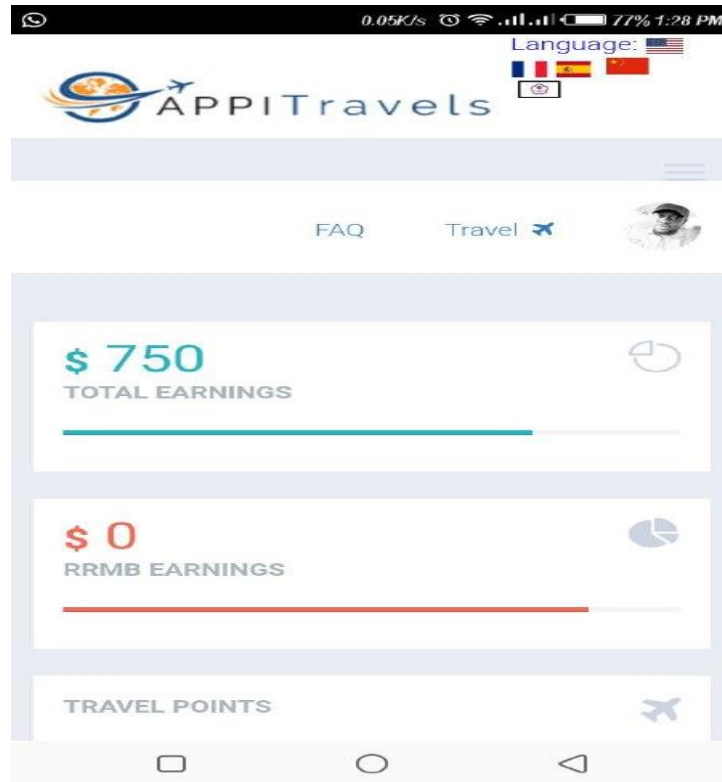 0.05K/s 77% 1:28 PM
Language:
APPITravels
FAQ Travel
$ 750
TOTAL EARNINGS
$ 0
RRMB EARNINGS
TRAVEL POINTS